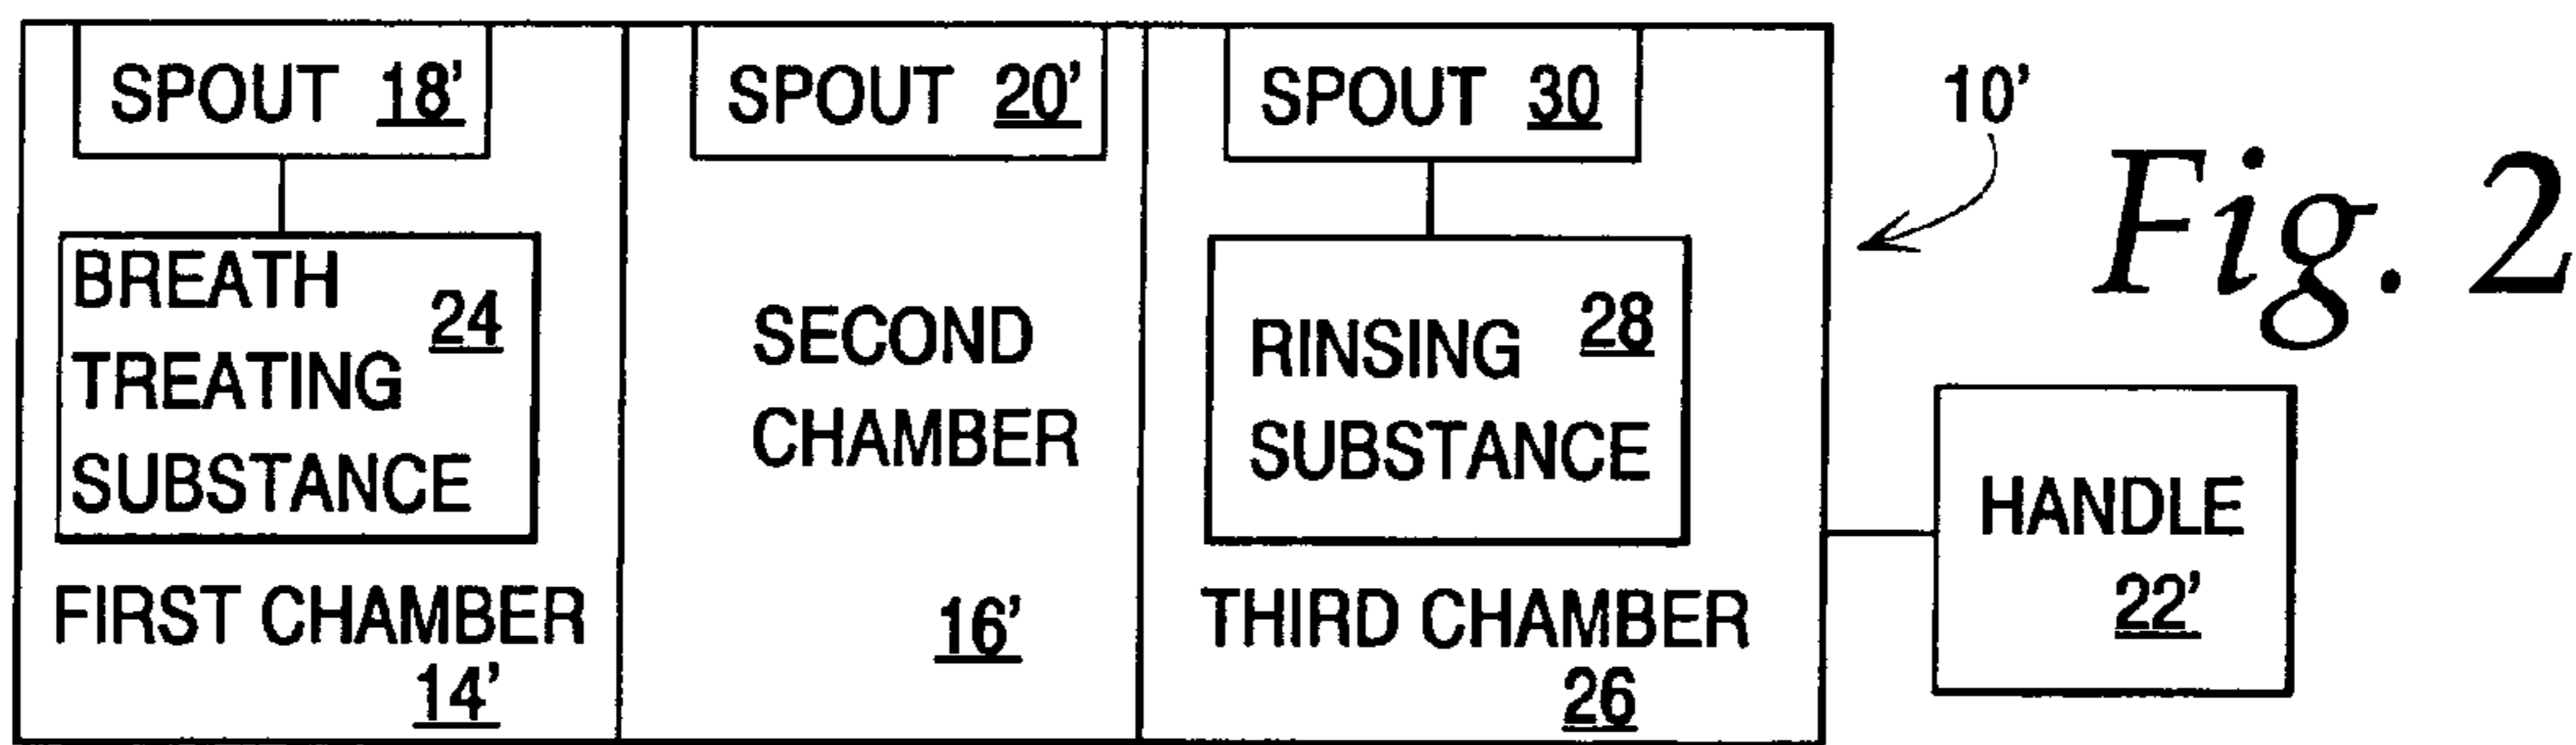 SPOUT 18'
BREATH
24
TREATING
SUBSTANCE
FIRST CHAMBER
14'
SPOUT 20'
SECOND
CHAMBER
16'
SPOUT 30
28
RINSING
SUBSTANCE
THIRD CHAMBER
26
10'
HANDLE
22'
Fig. 2